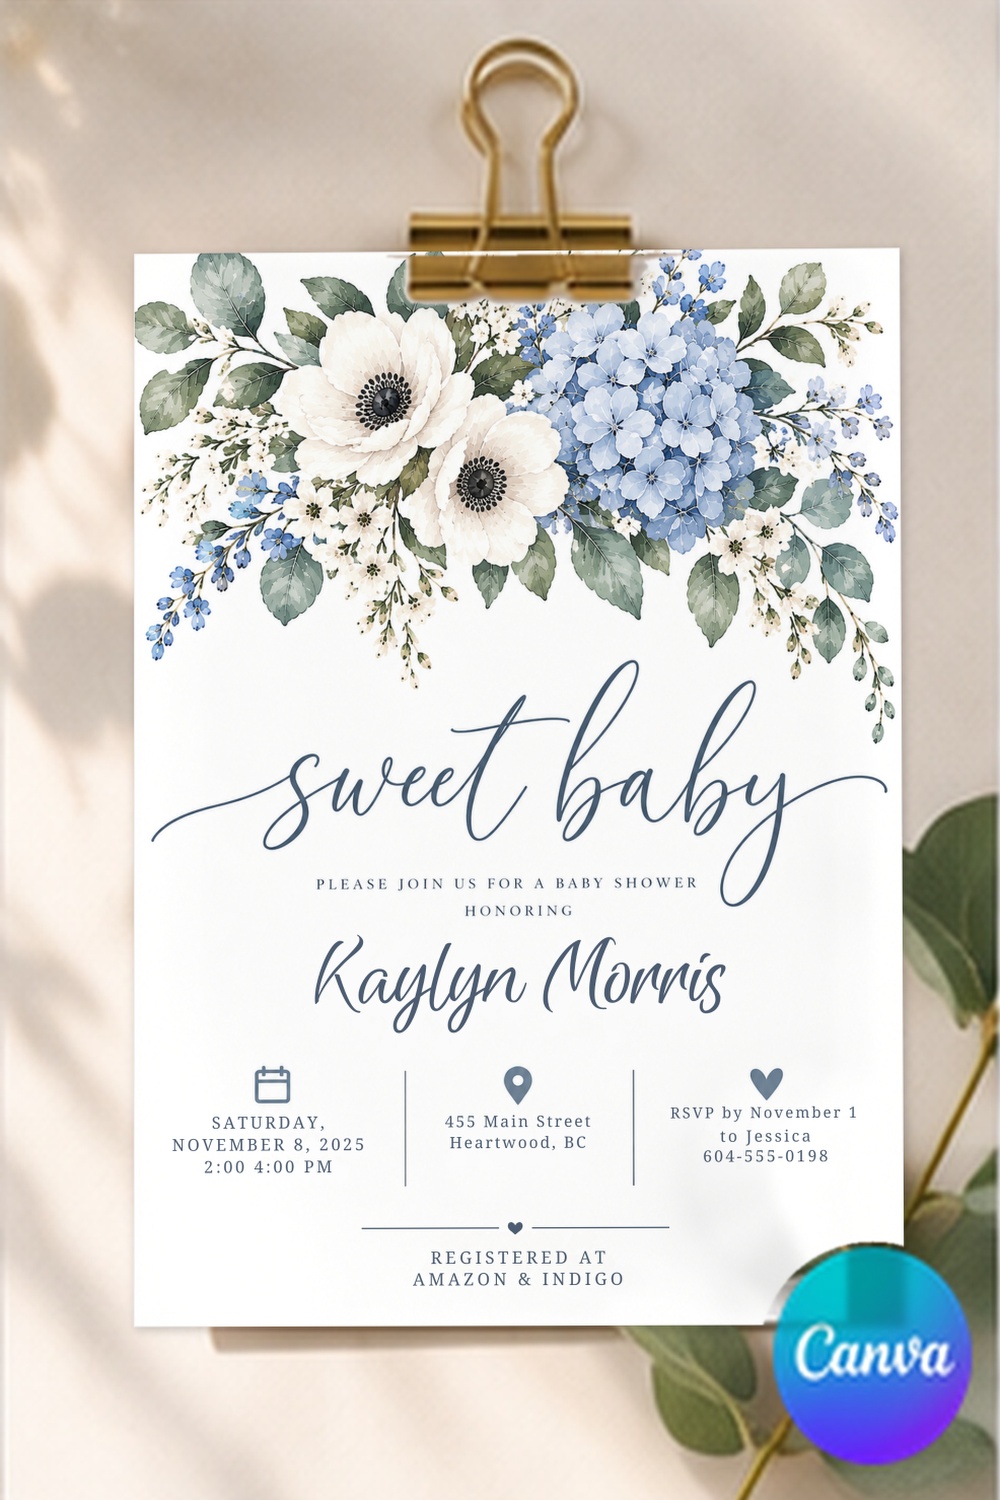 sweet baby
PLEASE JOIN US FOR A BABY SHOWER
HONORING
Kaylyn Morris
SATURDAY,
NOVEMBER 8, 2025
2:00 4:00 PM
455 Main Street
Heartwood, BC
RSVP by November 1
to Jessica
604-555-0198
REGISTERED AT
AMAZON & INDIGO
Canva